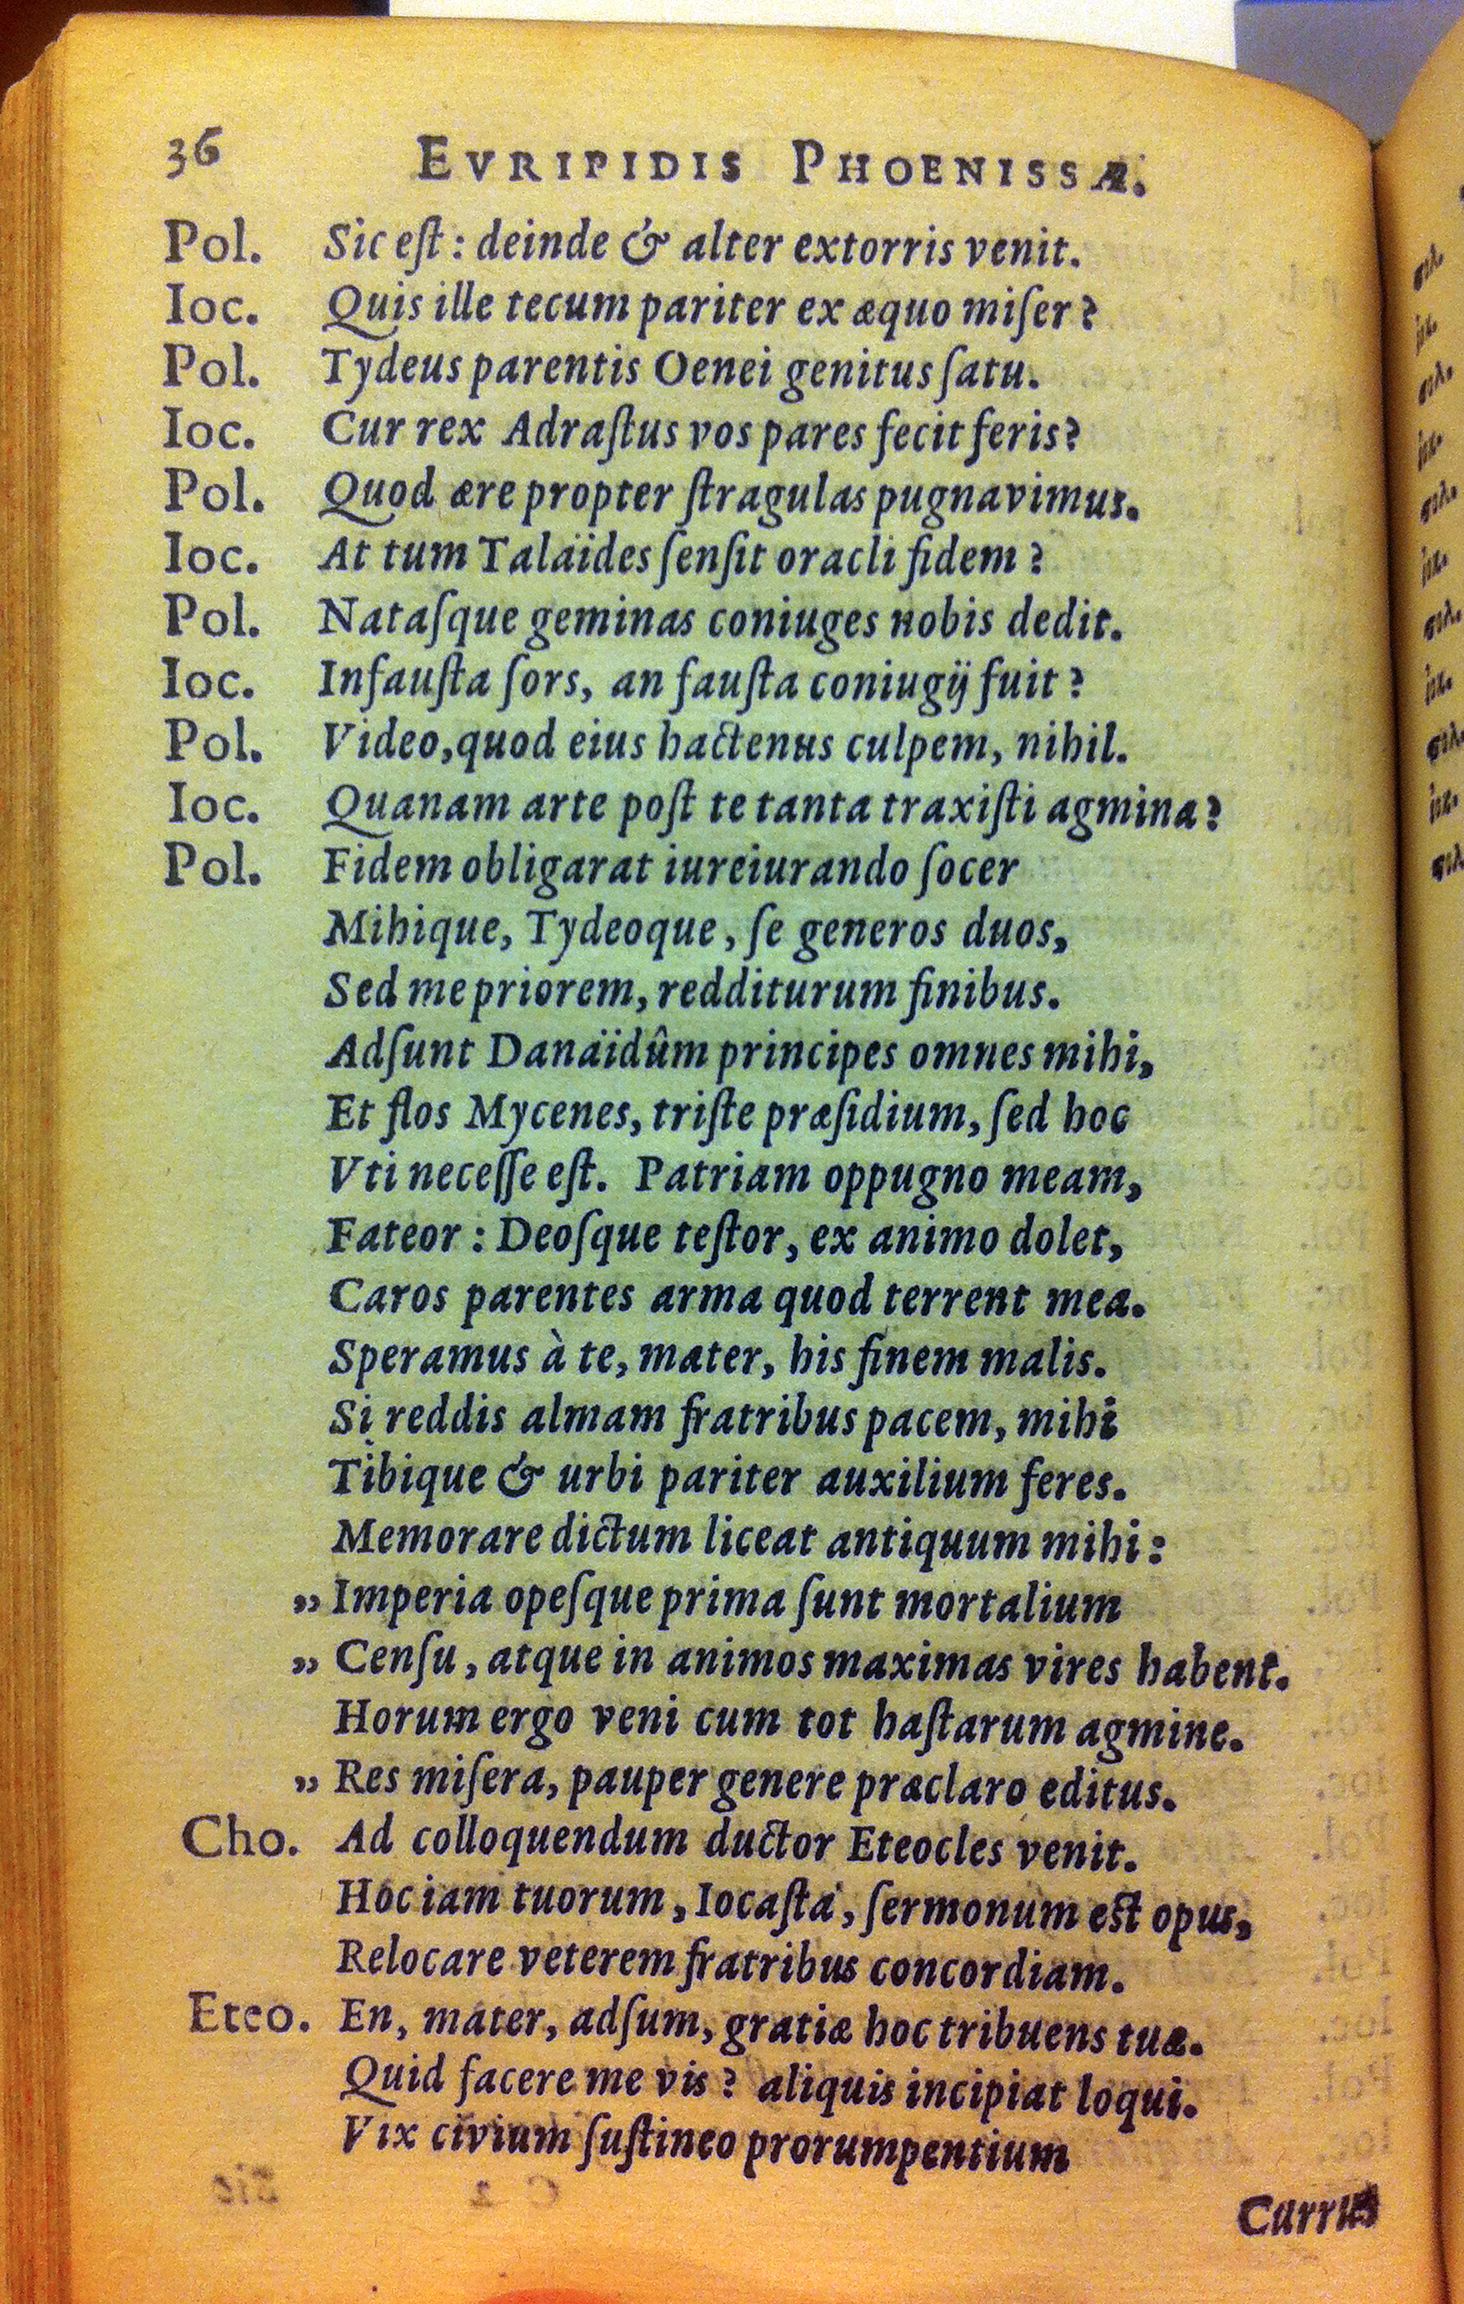 36 EVRIPIDIS PHOENISSÆ.
Pol. Sic eſt : deinde & alter extorris venit.
Ioc. Quis ille tecum pariter ex æquo miſer?
Pol. Tydeus parentis Oenei genitus ſatu.
Ioc. Cur rex Adraſtus vos pares fecit feris?
Pol. Quod ære propter ſtragulas pugnavimus.
Ioc. At tum Talaïdes ſenſit oracli fidem?
Pol. Nataſque geminas coniuges nobis dedit.
Ioc. Infauſta ſors, an fauſta coniugij fuit?
Pol. Video, quod eius hactenus culpem, nihil.
Ioc. Quanam arte poſt te tanta traxiſti agmina?
Pol. Fidem obligarat iureiurando ſocer
Mihique, Tydeoque, ſe generos duos,
Sed me priorem, redditurum finibus.
Adſunt Danaïdûm principes omnes mihi,
Et flos Mycenes, triſte præſidium, ſed hoc
Vti neceſſe eſt. Patriam oppugno meam,
Fateor : Deoſque teſtor, ex animo dolet,
Caros parentes arma quod terrent mea.
Speramus à te, mater, his finem malis.
Si reddis almam fratribus pacem, mihi
Tibique & urbi pariter auxilium feres.
Memorare dictum liceat antiquum mihi:
„ Imperia opeſque prima ſunt mortalium
„ Cenſu, atque in animos maximas vires habent.
Horum ergo veni cum tot haſtarum agmine.
„ Res miſera, pauper genere præclaro editus.
Cho. Ad colloquendum ductor Eteocles venit.
Hoc iam tuorum, Iocaſta, ſermonum eſt opus,
Relocare veterem fratribus concordiam.
Eteo. En, mater, adſum, gratiæ hoc tribuens tuæ.
Quid facere me vis? aliquis incipiat loqui.
Vix civium ſuſtineo prorumpentium
Currus